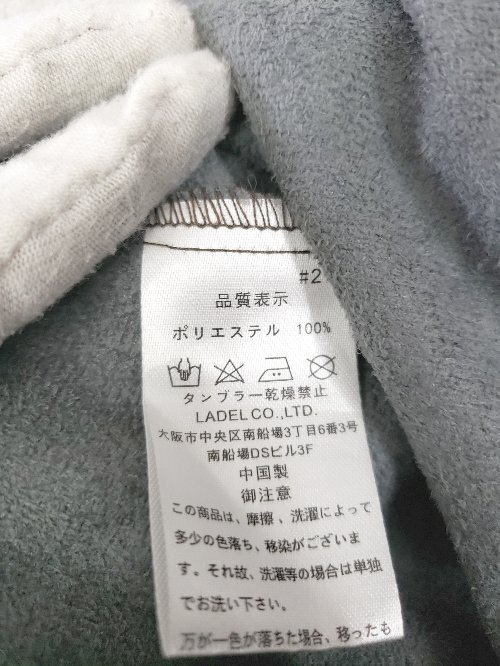 #2
品質表示
ポリエステル 100%
タンブラー乾燥禁止
LADEL CO.,LTD.
大阪市中央区南船場3丁目6番3号
南船場DSビル3F
中国製
御注意
この商品は、摩擦、洗濯によって
多少の色落ち、移染がございま
す。それ故、洗濯等の場合は単独
でお洗い下さい。
万が一色が落ちた場合、移ったも